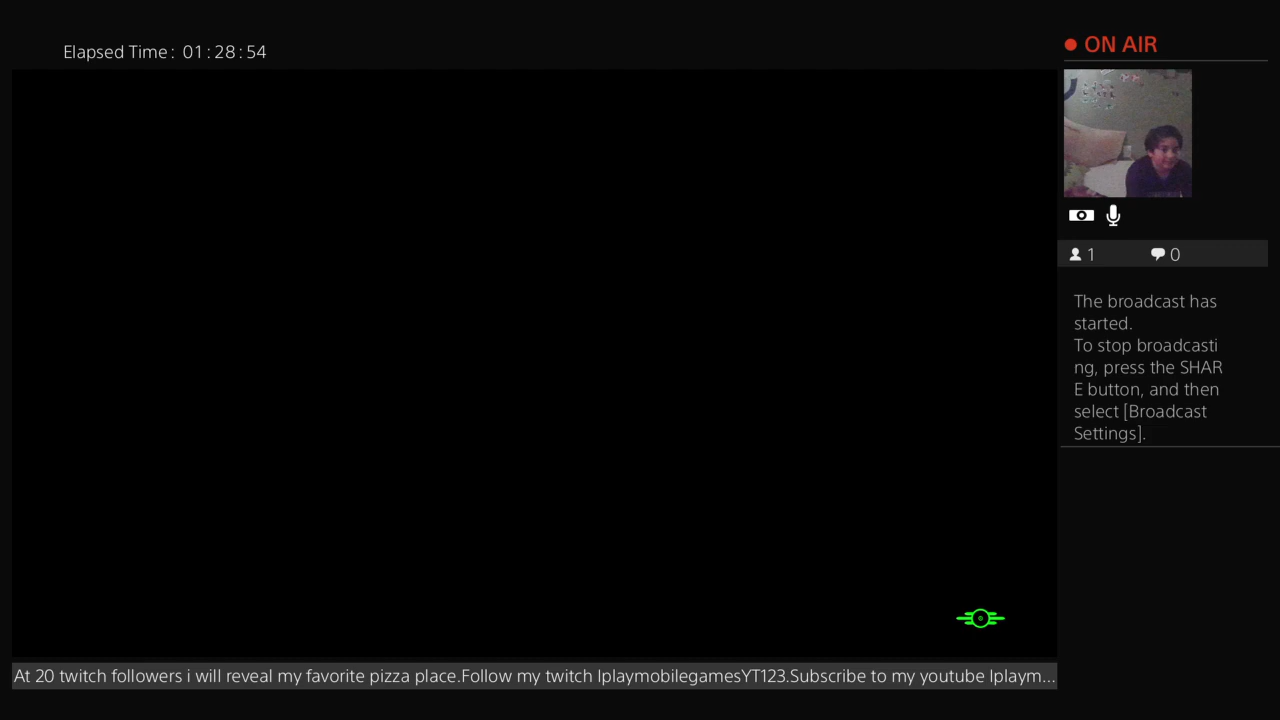 Elapsed Time: 01:28:54
ON AIR
1 0
The broadcast has
started.
To stop broadcasti
ng, press the SHAR
E button, and then
select [Broadcast
Settings].
At 20 twitch followers i will reveal my favorite pizza place.Follow my twitch IplaymobilegamesYT123.Subscribe to my youtube Iplaym...